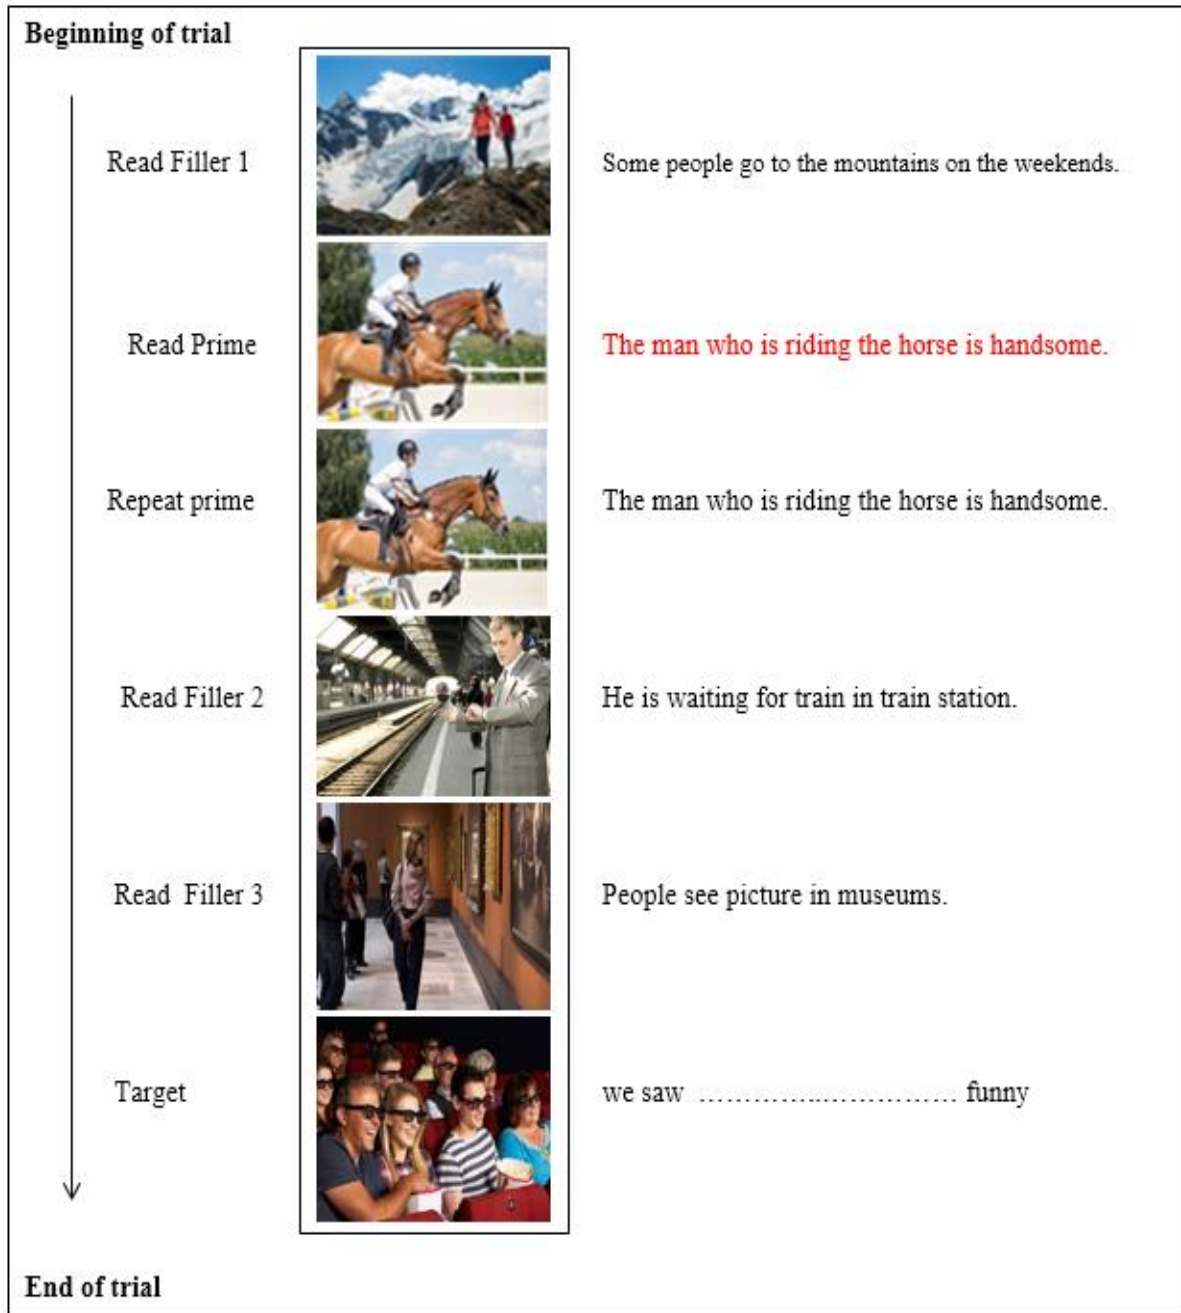 Beginning of trial
Read Filler 1
Some people go to the mountains on the weekends.
Read Prime
The man who is riding the horse is handsome.
Repeat prime
The man who is riding the horse is handsome.
Read Filler 2
He is waiting for train in train station.
Read Filler 3
People see picture in museums.
Target
we saw ………….…………… funny
End of trial